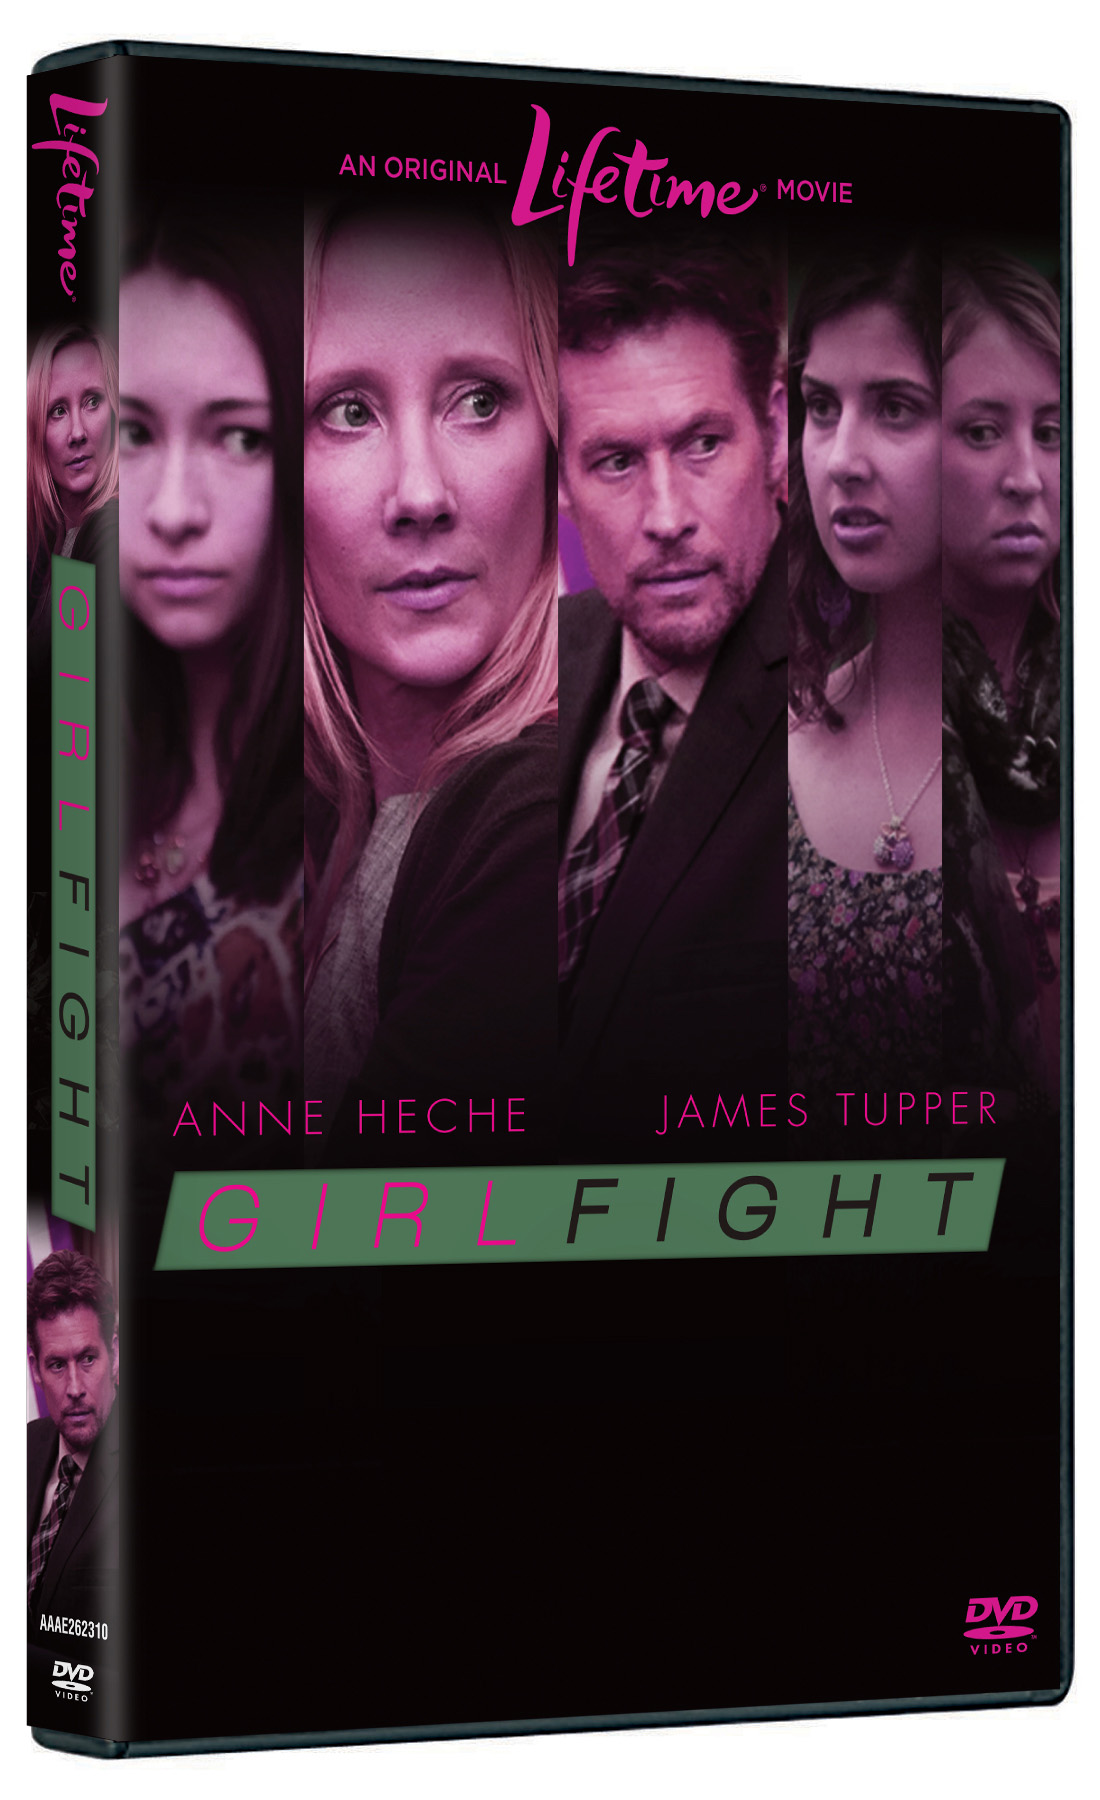 AN ORIGINAL Lifetime® MOVIE
ANNE HECHE JAMES TUPPER
GIRLFIGHT
DVD
VIDEO
Lifetime®
GIRLFIGHT
AAAE262310
DVD
VIDEO